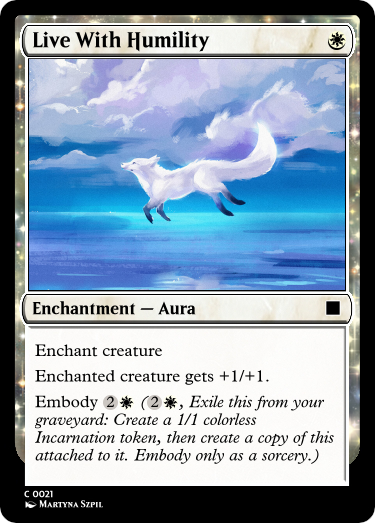 Live With Humility
Enchantment — Aura
Enchant creature
Enchanted creature gets +1/+1.
Embody 2 (2, Exile this from your
graveyard: Create a 1/1 colorless
Incarnation token, then create a copy of this
attached to it. Embody only as a sorcery.)
C 0021
Martyna Szpil